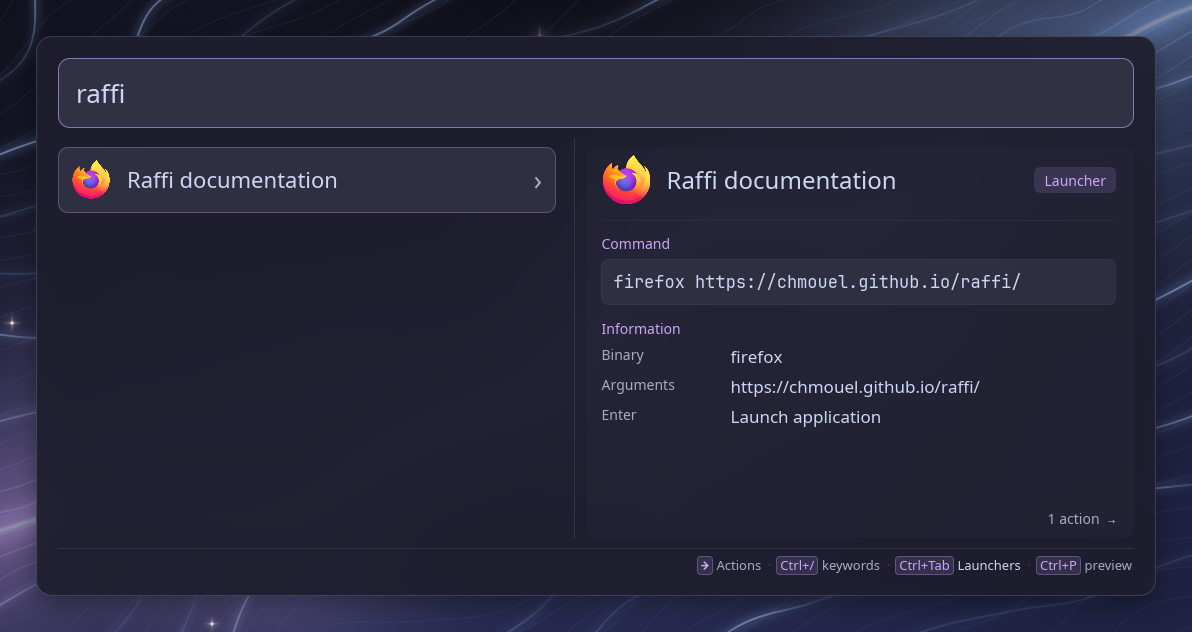 raffi
Raffi documentation
Raffi documentation
Launcher
Command
firefox https://chmouel.github.io/raffi/
Information
Binary firefox
Arguments https://chmouel.github.io/raffi/
Enter Launch application
1 action →
→ Actions · Ctrl+/ keywords · Ctrl+Tab Launchers · Ctrl+P preview